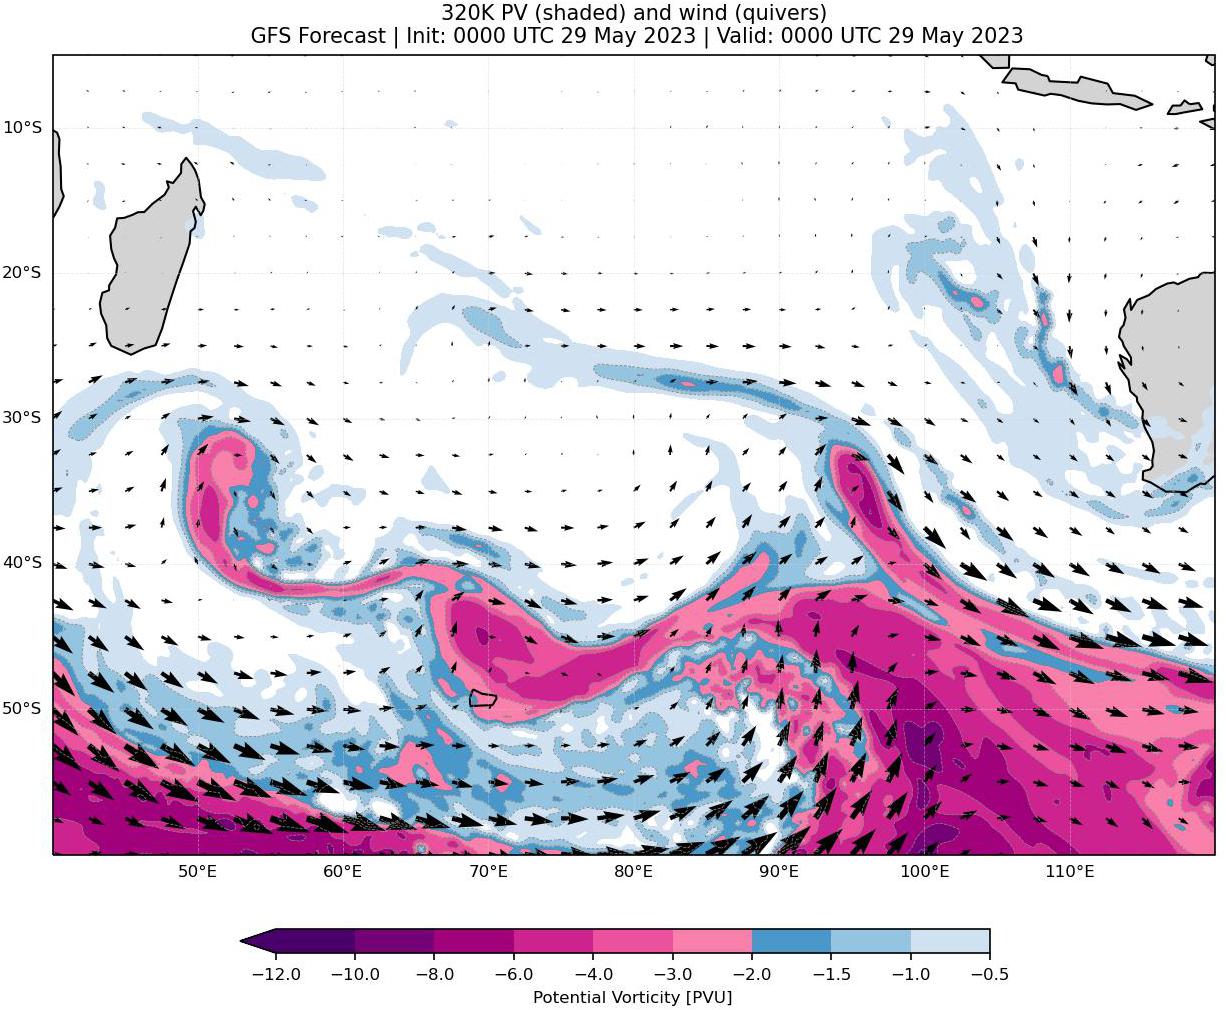 320K PV (shaded) and wind (quivers)
GFS Forecast | Init: 0000 UTC 29 May 2023 | Valid: 0000 UTC 29 May 2023
10°S
20°S
30°S
40°S
50°S
50°E 60°E 70°E 80°E 90°E 100°E 110°E
−12.0 −10.0 −8.0 −6.0 −4.0 −3.0 −2.0 −1.5 −1.0 −0.5
Potential Vorticity [PVU]